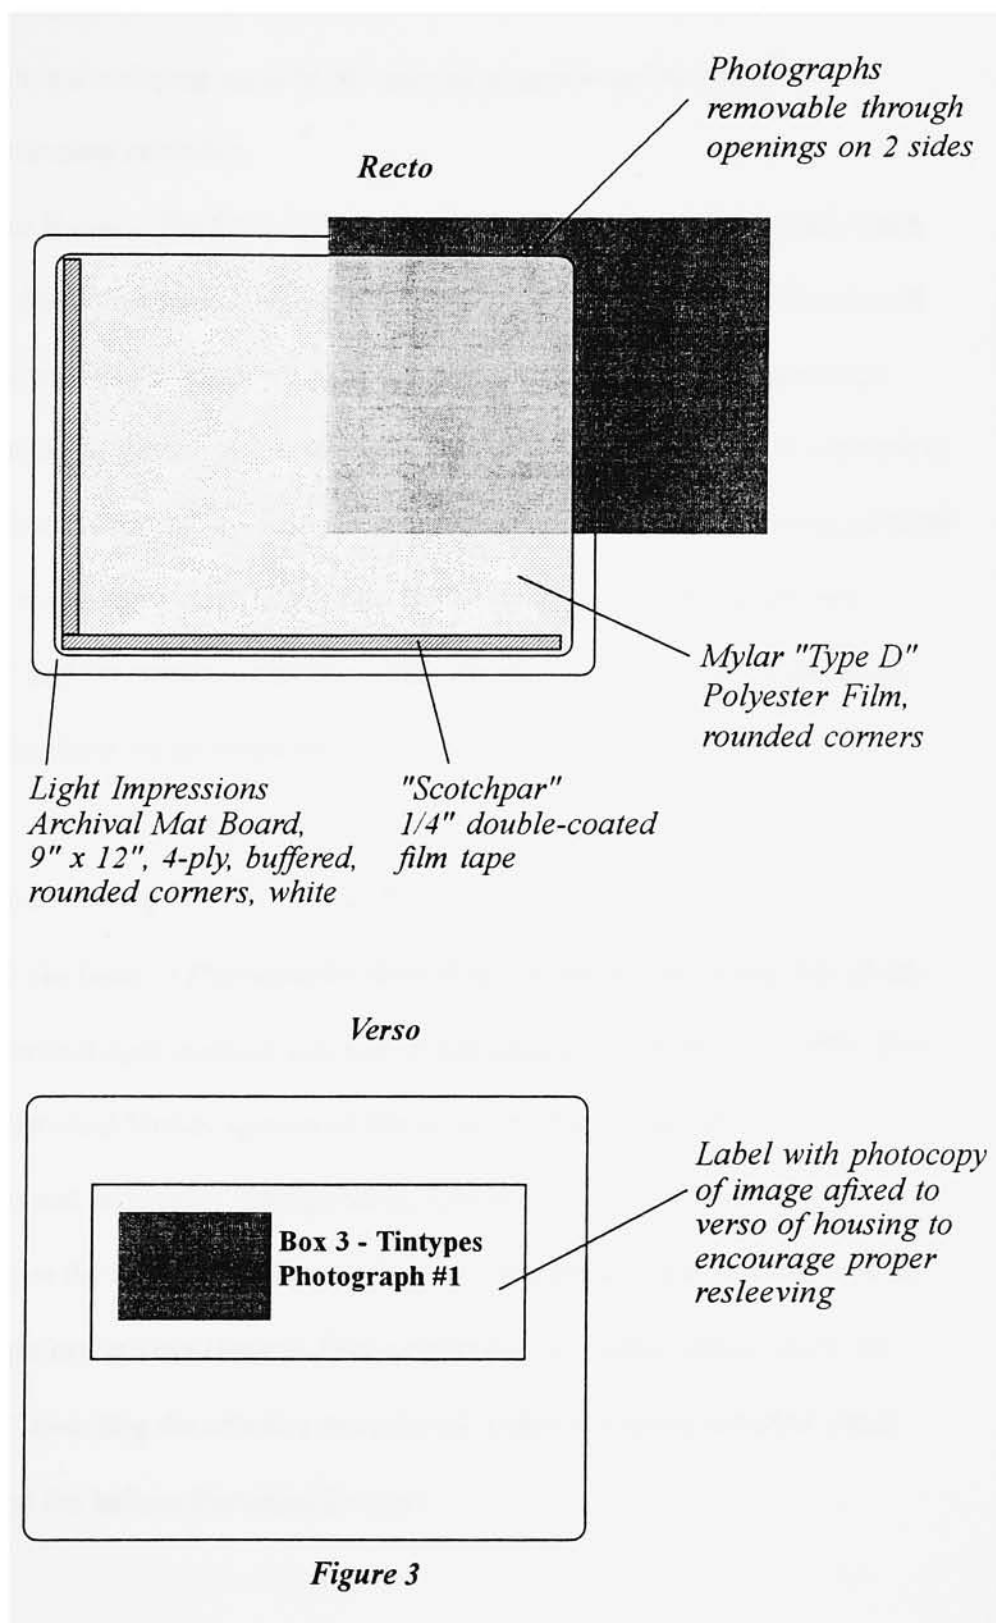 Photographs
removable through
openings on 2 sides
Recto
Mylar "Type D"
Polyester Film,
rounded corners
Light Impressions
Archival Mat Board,
9" x 12", 4-ply, buffered,
rounded corners, white
"Scotchpar"
1/4" double-coated
film tape
Verso
Label with photocopy
of image afixed to
verso of housing to
encourage proper
resleeving
Box 3 - Tintypes
Photograph #1
Figure 3